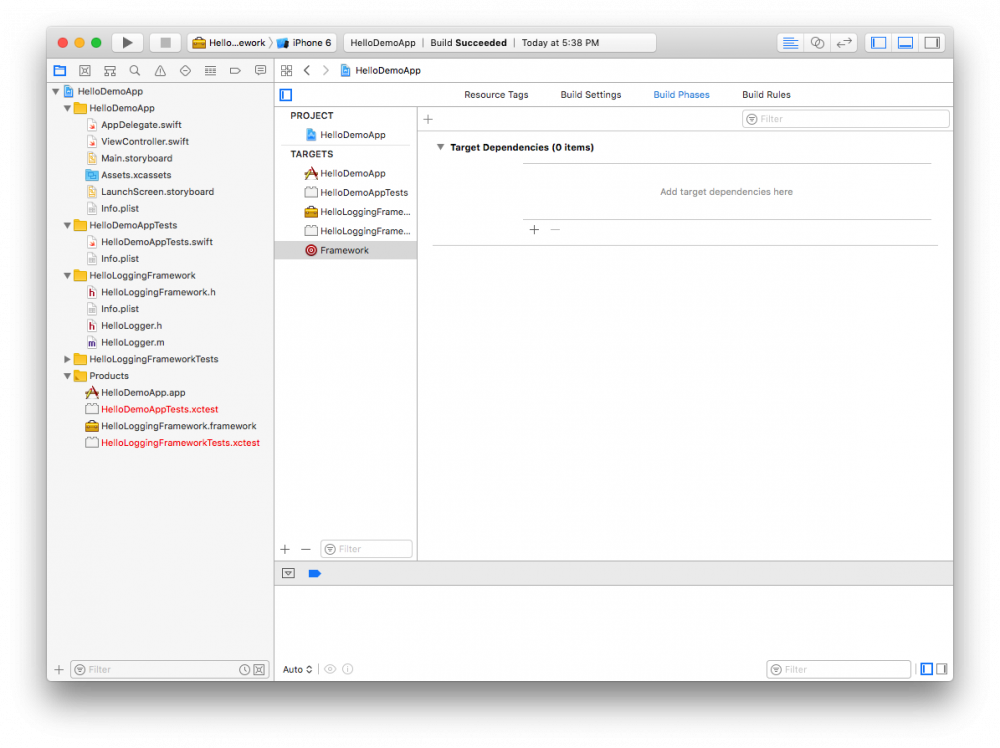 Hello...ework
iPhone 6
HelloDemoApp | Build Succeeded | Today at 5:38 PM
HelloDemoApp
HelloDemoApp
HelloDemoApp
AppDelegate.swift
ViewController.swift
Main.storyboard
Assets.xcassets
LaunchScreen.storyboard
Info.plist
HelloDemoAppTests
HelloDemoAppTests.swift
Info.plist
HelloLoggingFramework
HelloLoggingFramework.h
Info.plist
HelloLogger.h
HelloLogger.m
HelloLoggingFrameworkTests
Products
HelloDemoApp.app
HelloDemoAppTests.xctest
HelloLoggingFramework.framework
HelloLoggingFrameworkTests.xctest
Filter
Resource Tags
Build Settings
Build Phases
Build Rules
PROJECT
HelloDemoApp
TARGETS
HelloDemoApp
HelloDemoAppTests
HelloLoggingFrame...
HelloLoggingFrame...
Framework
Filter
Filter
Target Dependencies (0 items)
Add target dependencies here
Auto
Filter